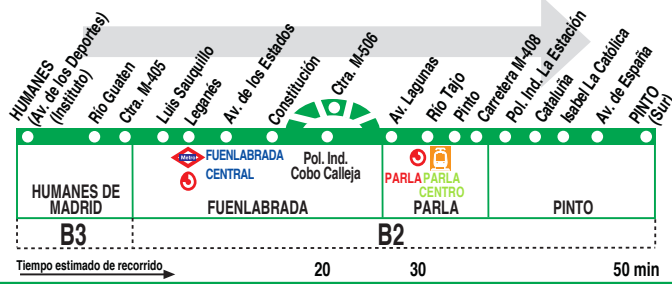 HUMANES
(Av. de los Deportes)
(Instituto)
Río Guaten
Ctra. M-405
Luis Sauquillo
Leganés
Av. de los Estados
Constitución
Ctra. M-506
Av. Lagunas
Río Tajo
Pinto
Carretera M-408
Pol. Ind. La Estación
Cataluña
Isabel La Católica
Av. de España
PINTO
(Sur)
Metro
FUENLABRADA
CENTRAL
Pol. Ind.
Cobo Calleja
PARLA
PARLA
CENTRO
HUMANES DE
MADRID
FUENLABRADA
PARLA
PINTO
B3
B2
Tiempo estimado de recorrido
20
30
50 min